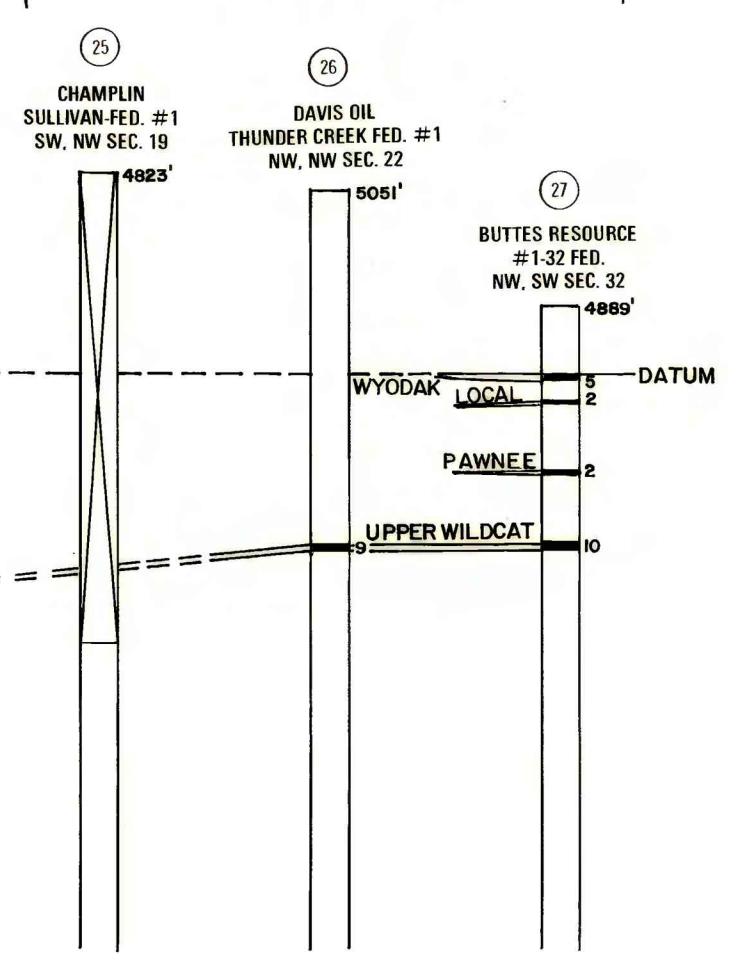 25
CHAMPLIN
SULLIVAN-FED. #1
SW, NW SEC. 19
4823'
26
DAVIS OIL
THUNDER CREEK FED. #1
NW, NW SEC. 22
5051'
27
BUTTES RESOURCE
#1-32 FED.
NW, SW SEC. 32
4889'
WYODAK 5 DATUM
LOCAL 2
PAWNEE 2
9 UPPER WILDCAT 10